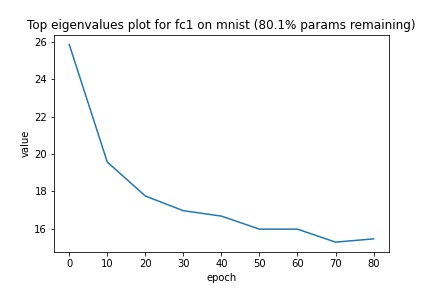 Top eigenvalues plot for fc1 on mnist (80.1% params remaining)
26
24
22
20
18
16
value
0 10 20 30 40 50 60 70 80
epoch